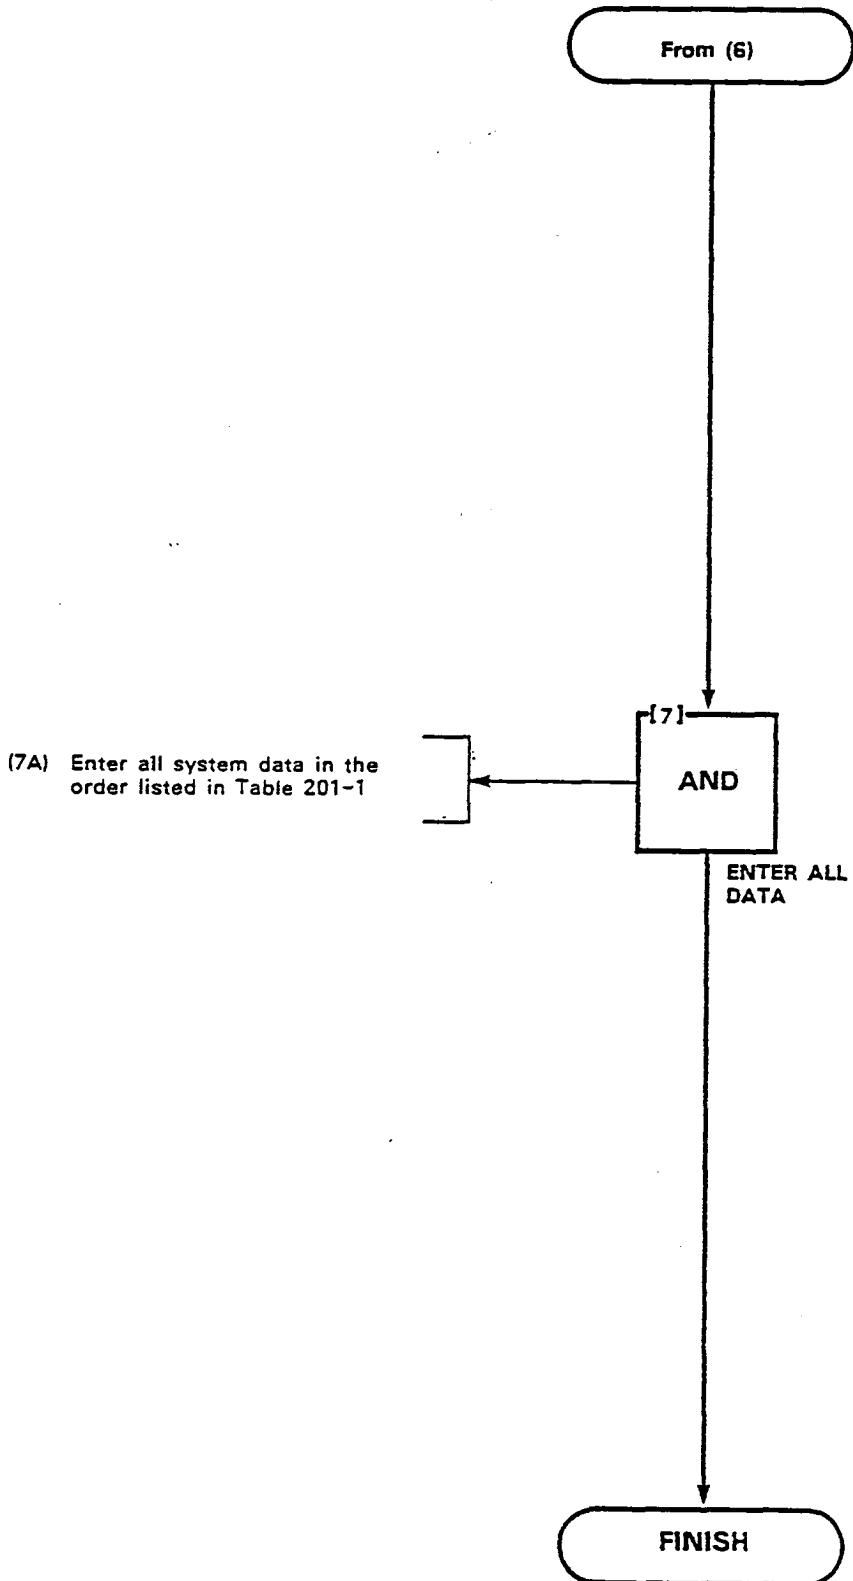 From (6)
[7]
AND
(7A) Enter all system data in the
order listed in Table 201-1
ENTER ALL
DATA
FINISH